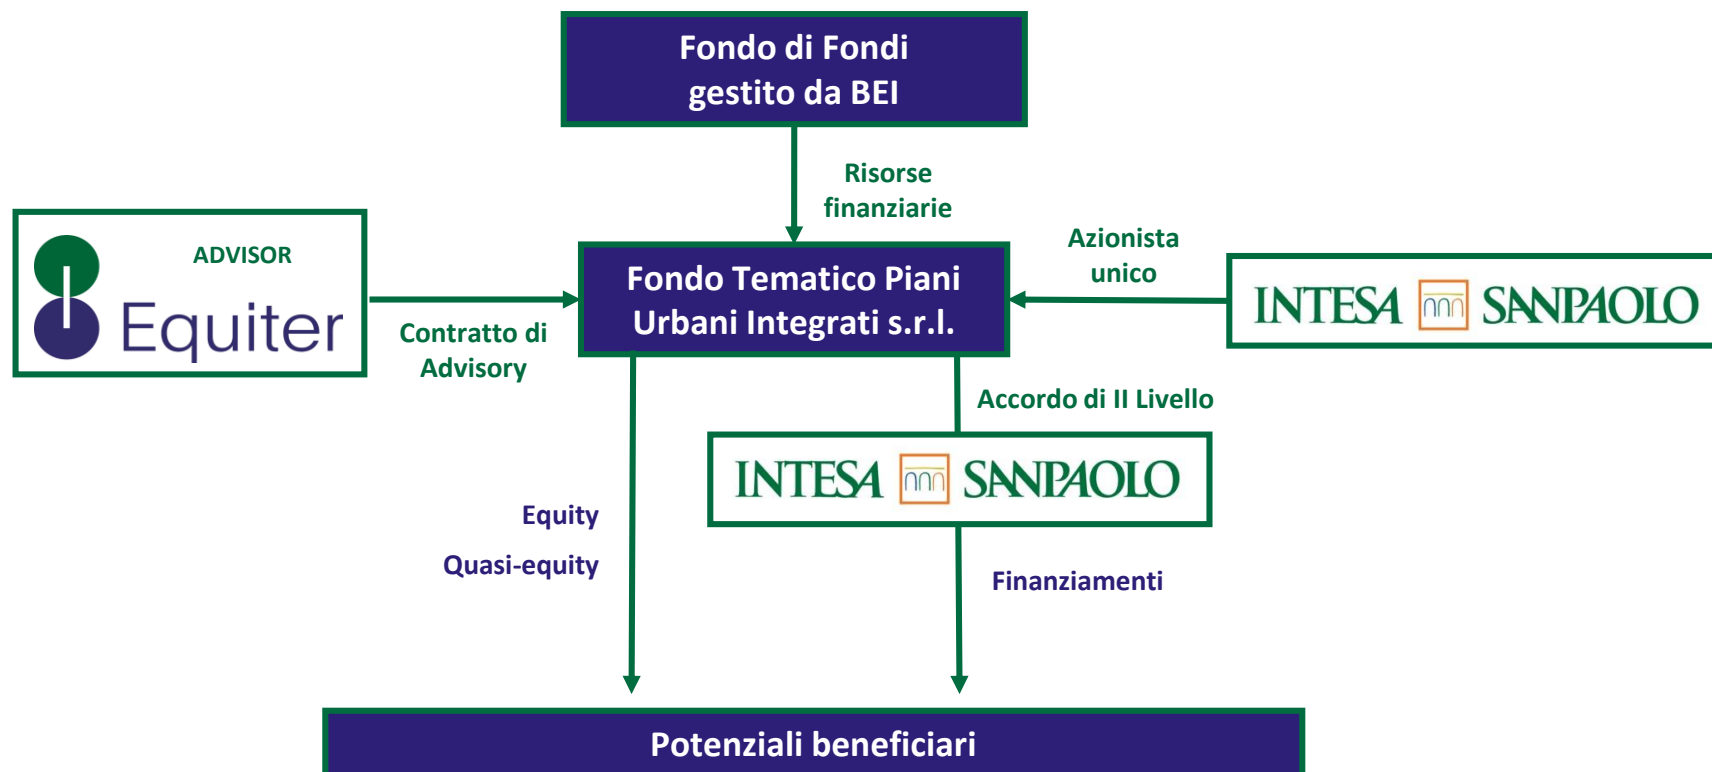 Fondo di Fondi
gestito da BEI
Risorse
finanziarie
ADVISOR
Equiter
Contratto di
Advisory
Fondo Tematico Piani
Urbani Integrati s.r.l.
Azionista
unico
INTESA SANPAOLO
Accordo di II Livello
INTESA SANPAOLO
Equity
Quasi-equity
Finanziamenti
Potenziali beneficiari